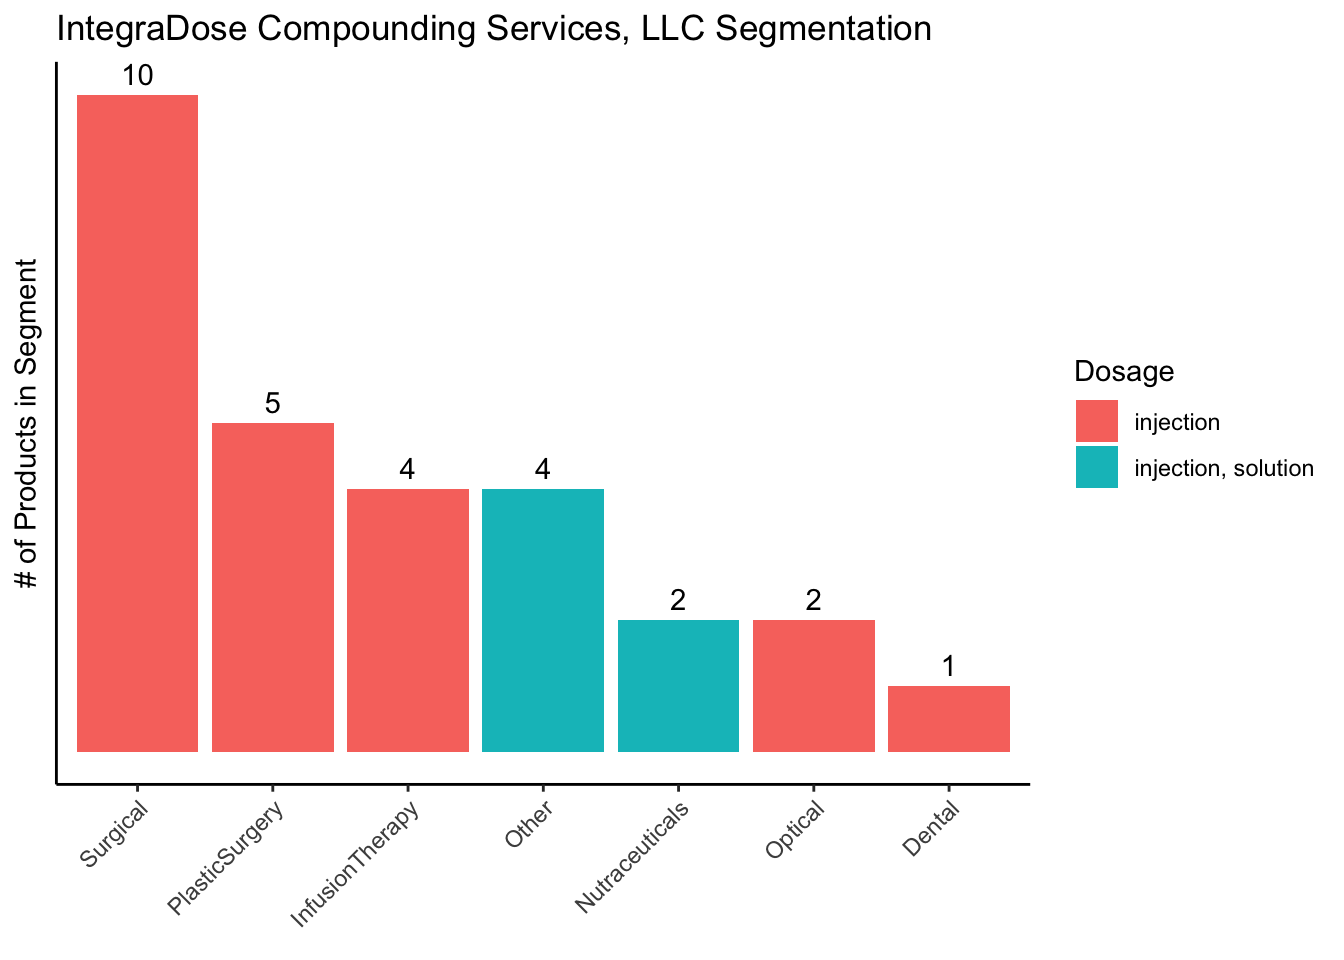 IntegraDose Compounding Services, LLC Segmentation
# of Products in Segment
10
5
4
4
2
2
1
Surgical
PlasticSurgery
InfusionTherapy
Other
Nutraceuticals
Optical
Dental
Dosage
injection
injection, solution